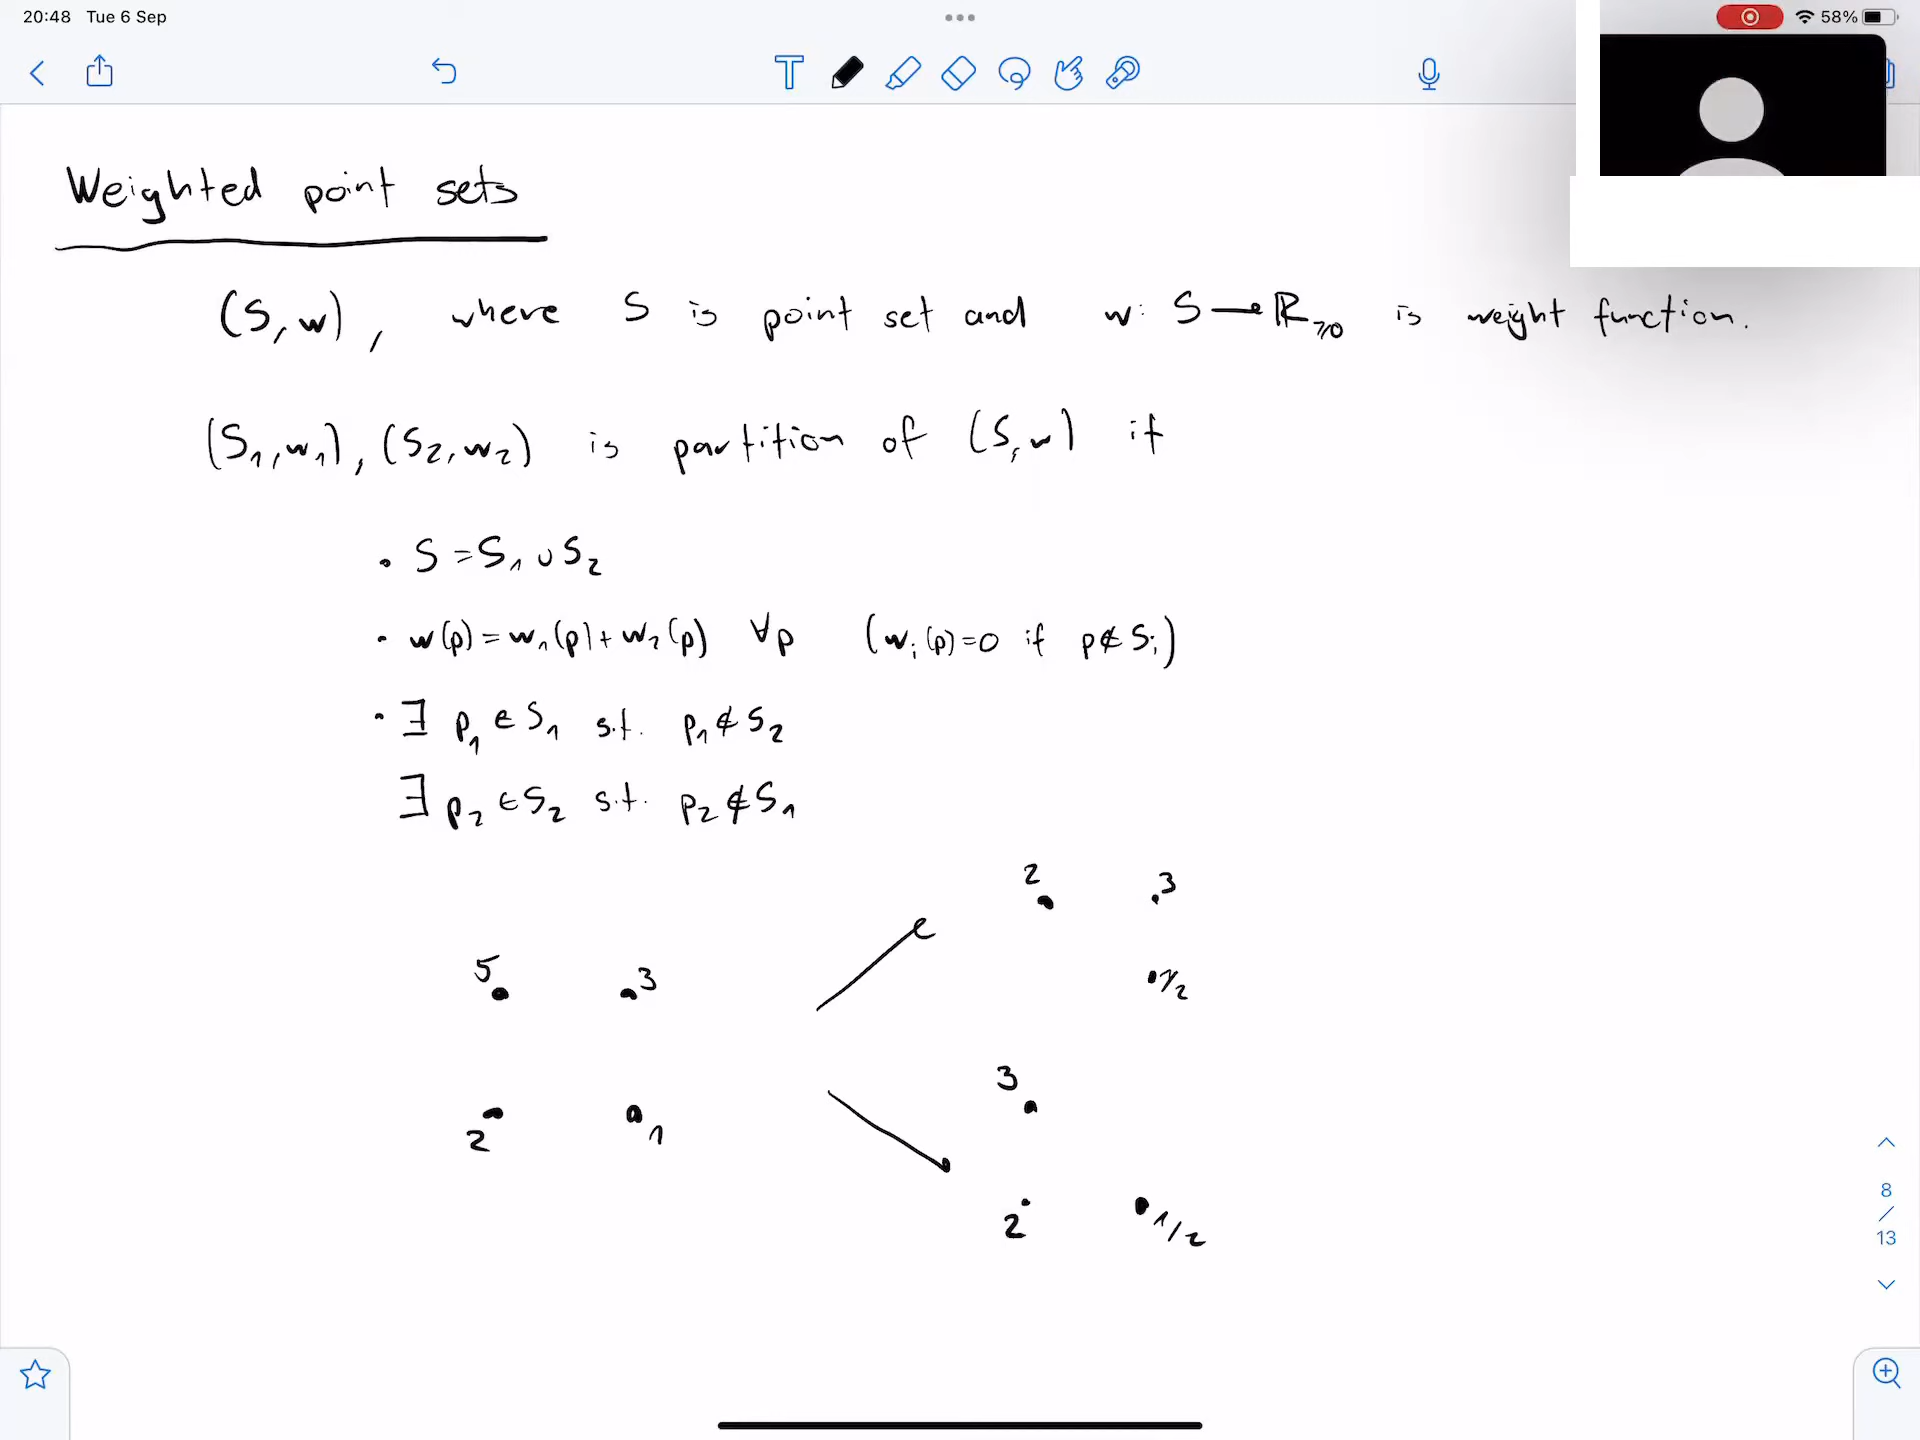 20:48 Tue 6 Sep
58%
T
Weighted point sets
(S, w), where S is point set and w: S → ℝ≥0 is weight function.
(S₁, w₁), (S₂, w₂) is partition of (S, w) if
• S = S₁ ∪ S₂
• w(p) = w₁(p) + w₂(p) ∀p (wᵢ(p) = 0 if p ∉ Sᵢ)
• ∃ p₁ ∈ S₁ s.t. p₁ ∉ S₂
∃ p₂ ∈ S₂ s.t. p₂ ∉ S₁
2 3
5 3
1/2
3
2 1
2 1/2
8
/
13